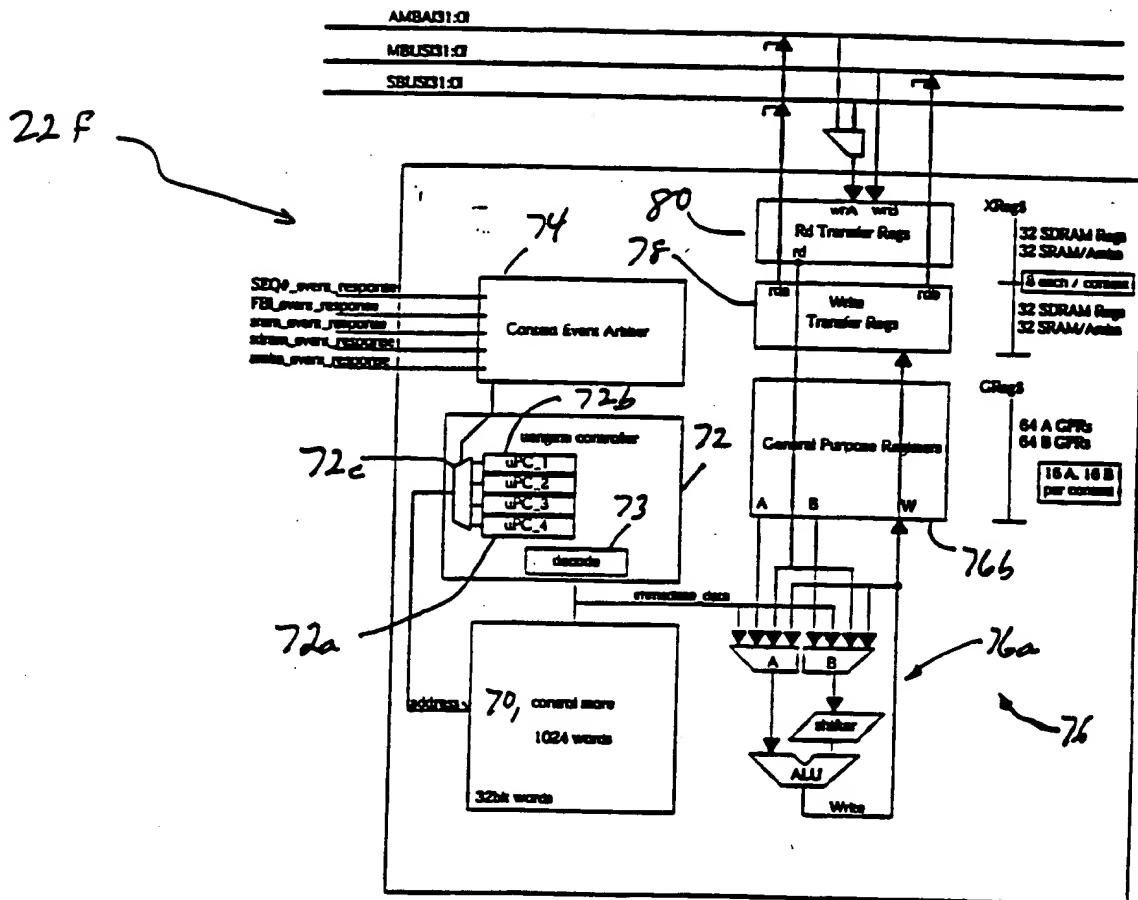 AMBA[31:0]
MBUS[31:0]
SBUS[31:0]
22F
80
wrA
Rd Transfer Regs
rd
XRegs
32 SDRAM Regs
32 SRAM/Amba
8 each / context
32 SDRAM Regs
32 SRAM/Amba
74
78
Write
Transfer Regs
SEQ#_event_response
FBI_event_response
sram_event_response
sdram_event_response
amba_event_response
Context Event Arbiter
GRegs
64 A GPRs
64 B GPRs
16 A, 16 B
per context
General Purpose Registers
A
B
W
72b
72c
72
controller
uPC_1
uPC_2
uPC_3
uPC_4
73
decode
76b
immediate data
72a
A
B
76a
76
address
70,
control store
1024 words
32bit words
shifter
ALU
Write